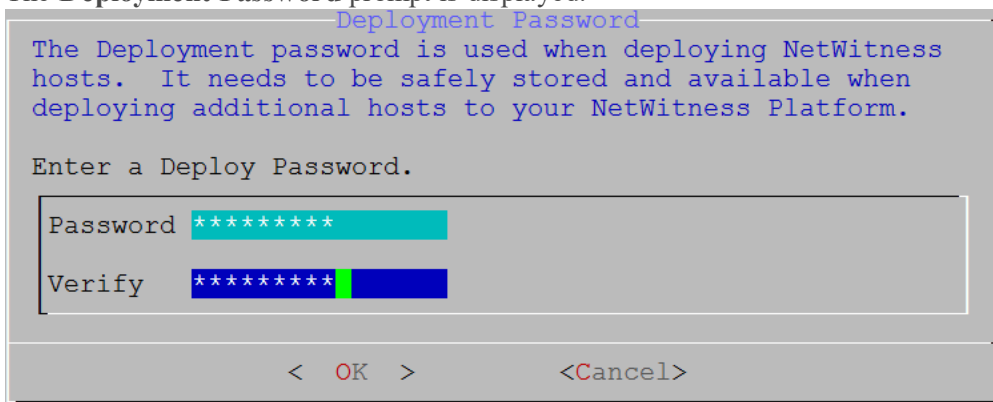 Deployment Password
The Deployment password is used when deploying NetWitness
hosts.  It needs to be safely stored and available when
deploying additional hosts to your NetWitness Platform.
Enter a Deploy Password.
Password *********
Verify *********
<  OK  > <Cancel>